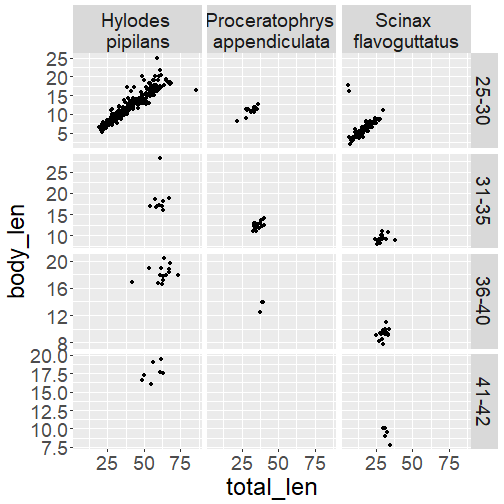 Hylodes
pipilans
Proceratophrys
appendiculata
Scinax
flavoguttatus
25
20
15
10
5
25-30
25
20
15
10
31-35
20
16
12
8
36-40
20.0
17.5
15.0
12.5
10.0
7.5
41-42
25 50 75
25 50 75
25 50 75
body_len
total_len